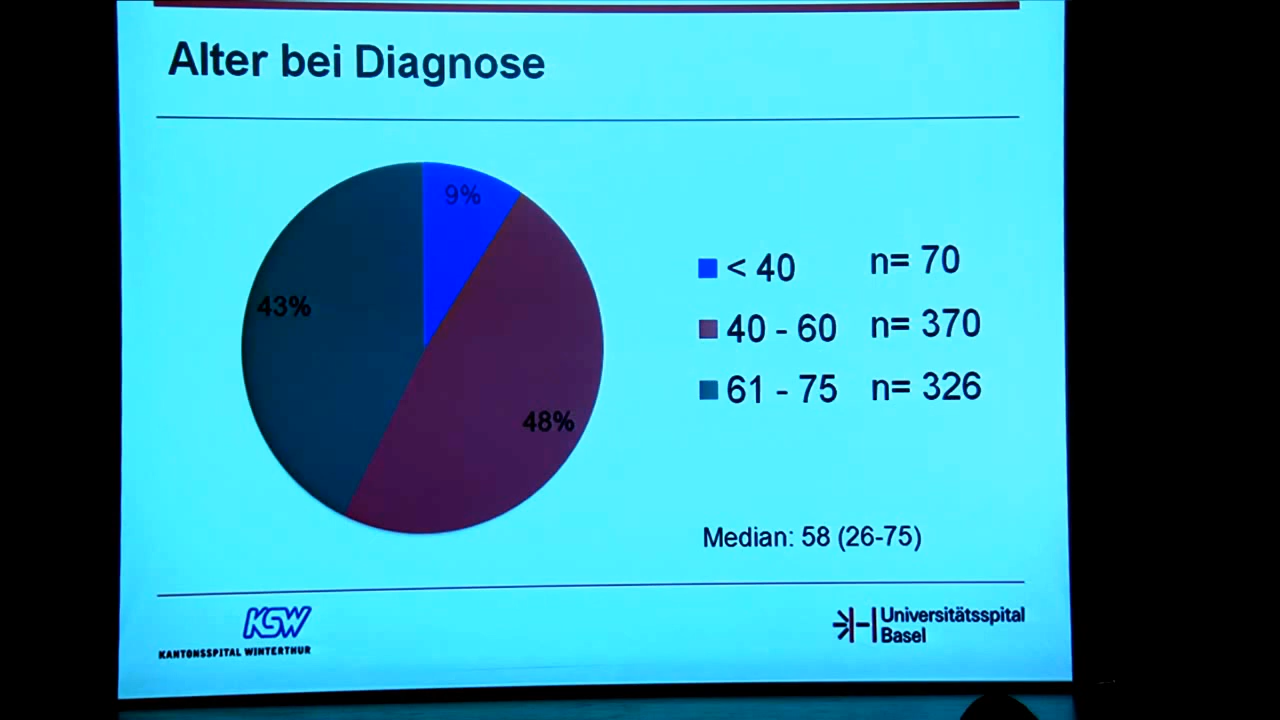 Alter bei Diagnose
9%
43%
48%
< 40 n= 70
40 - 60 n= 370
61 - 75 n= 326
Median: 58 (26-75)
KSW
KANTONSSPITAL WINTERTHUR
Universitätsspital
Basel